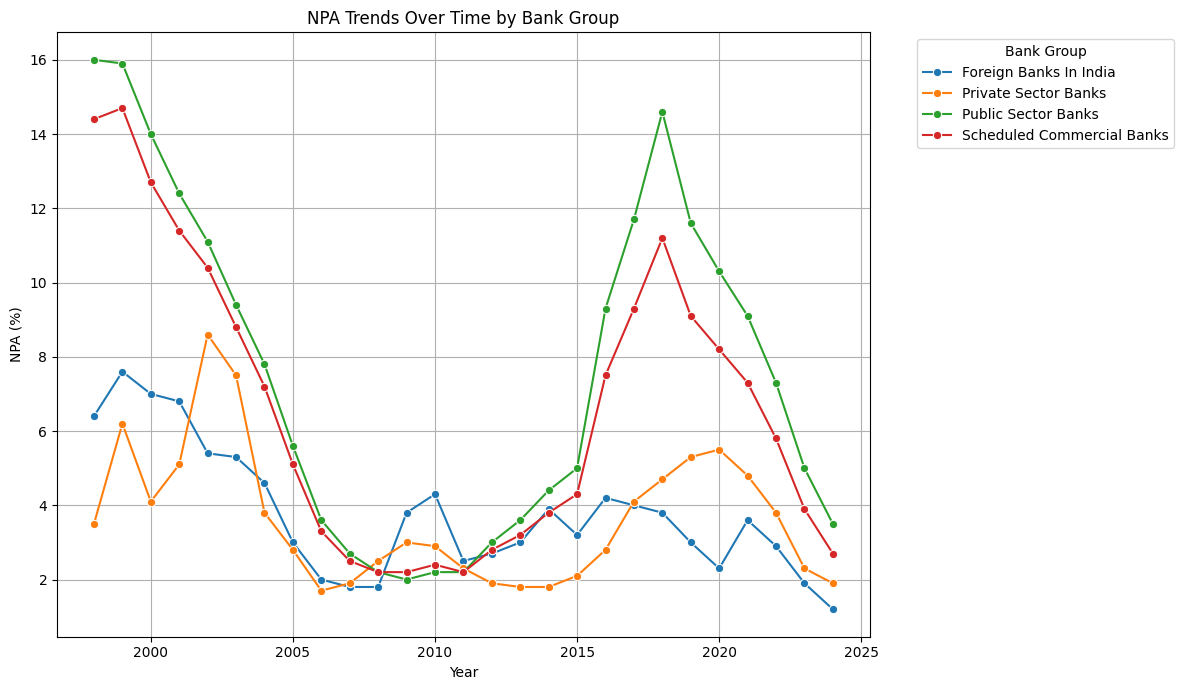 NPA Trends Over Time by Bank Group
Bank Group
Foreign Banks In India
Private Sector Banks
Public Sector Banks
Scheduled Commercial Banks
NPA (%)
16
14
12
10
8
6
4
2
2000
2005
2010
2015
2020
2025
Year